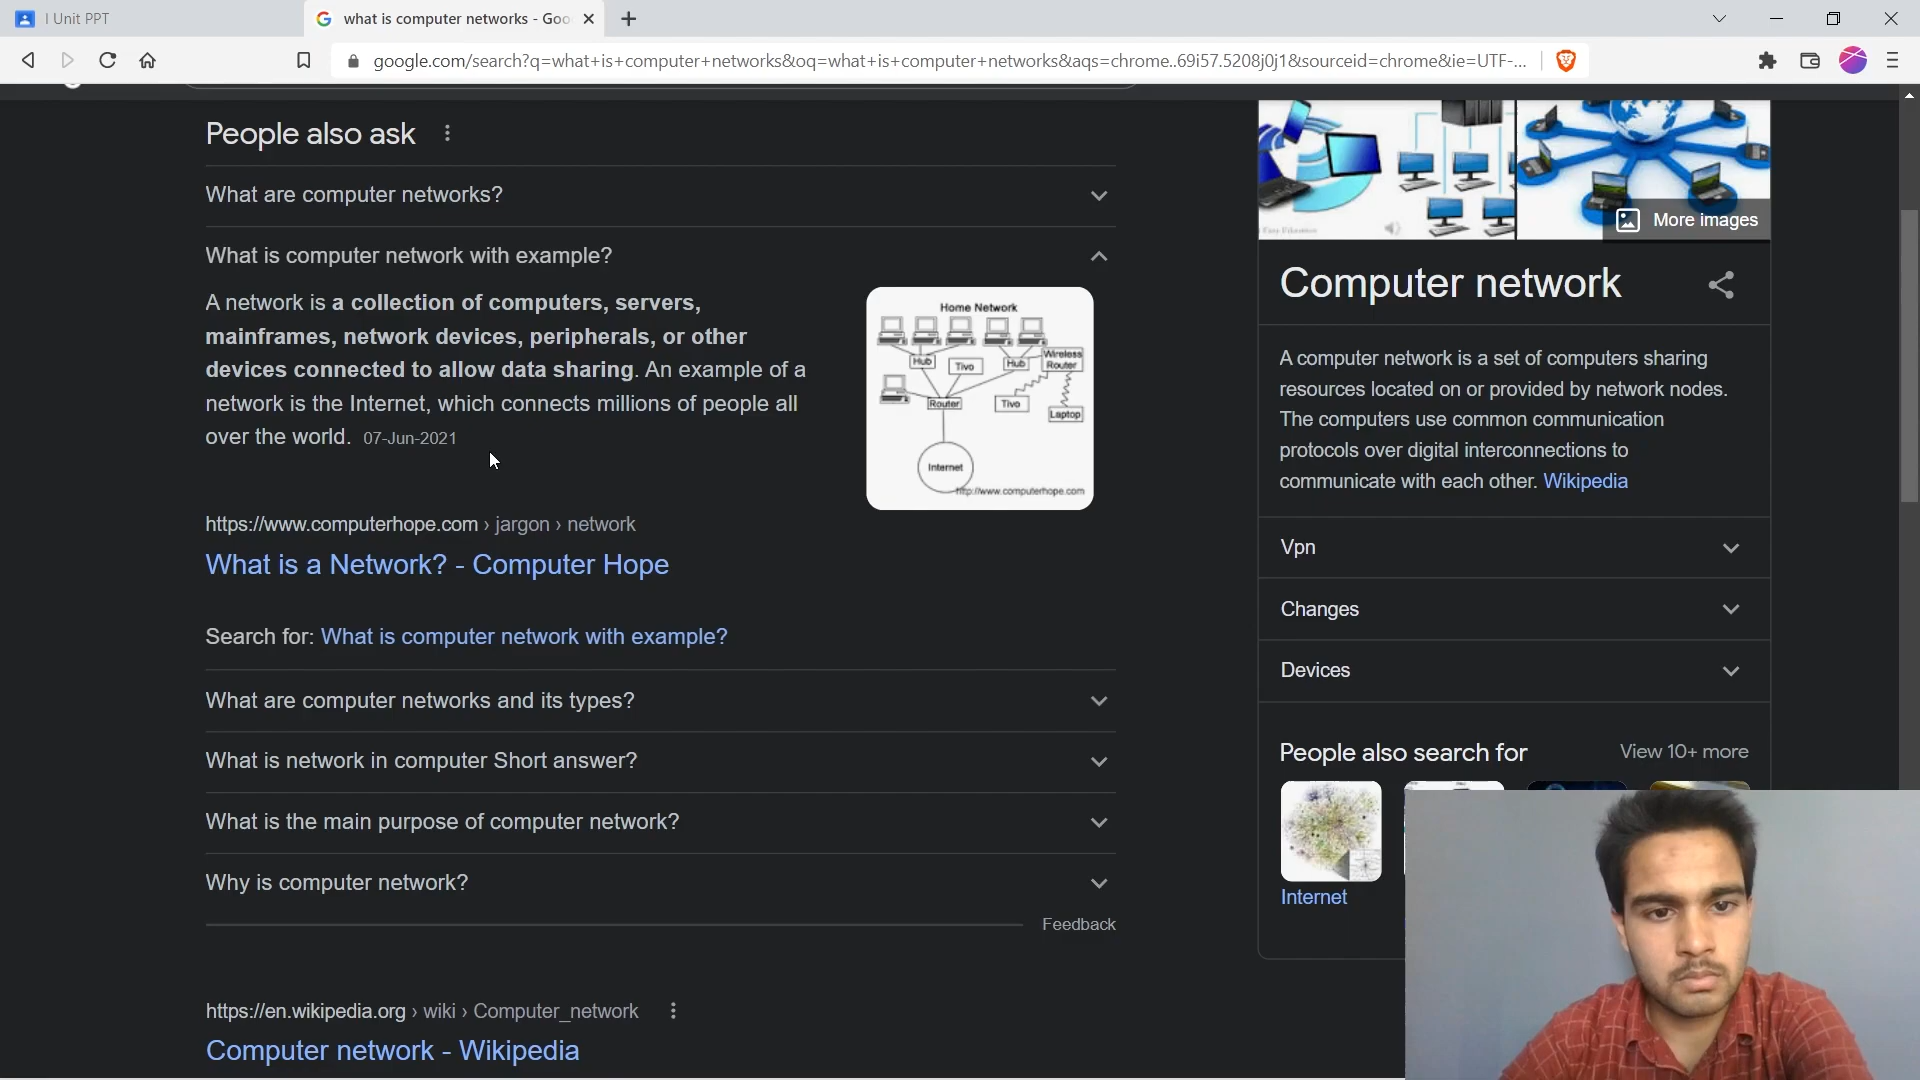 I Unit PPT
what is computer networks - Goo
google.com/search?q=what+is+computer+networks&oq=what+is+computer+networks&aqs=chrome..69i57.5208j0j1&sourceid=chrome&ie=UTF-...
People also ask
What are computer networks?
What is computer network with example?
A network is a collection of computers, servers,
mainframes, network devices, peripherals, or other
devices connected to allow data sharing. An example of a
network is the Internet, which connects millions of people all
over the world. 07-Jun-2021
Home Network
Hub
Tivo
Hub
Wireless
Router
Router
Tivo
Laptop
Internet
http://www.computerhope.com
https://www.computerhope.com › jargon › network
What is a Network? - Computer Hope
Search for: What is computer network with example?
What are computer networks and its types?
What is network in computer Short answer?
What is the main purpose of computer network?
Why is computer network?
Feedback
https://en.wikipedia.org › wiki › Computer_network
Computer network - Wikipedia
More images
Computer network
A computer network is a set of computers sharing
resources located on or provided by network nodes.
The computers use common communication
protocols over digital interconnections to
communicate with each other. Wikipedia
Vpn
Changes
Devices
People also search for
View 10+ more
Internet